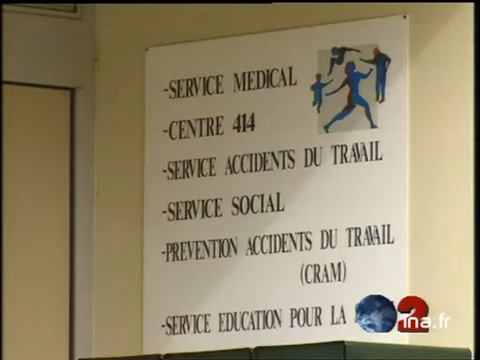 -SERVICE MEDICAL
-CENTRE 414
-SERVICE ACCIDENTS DU TRAVAIL
-SERVICE SOCIAL
-PREVENTION ACCIDENTS DU TRAVAIL
(CRAM)
-SERVICE EDUCATION POUR LA
2
ina.fr